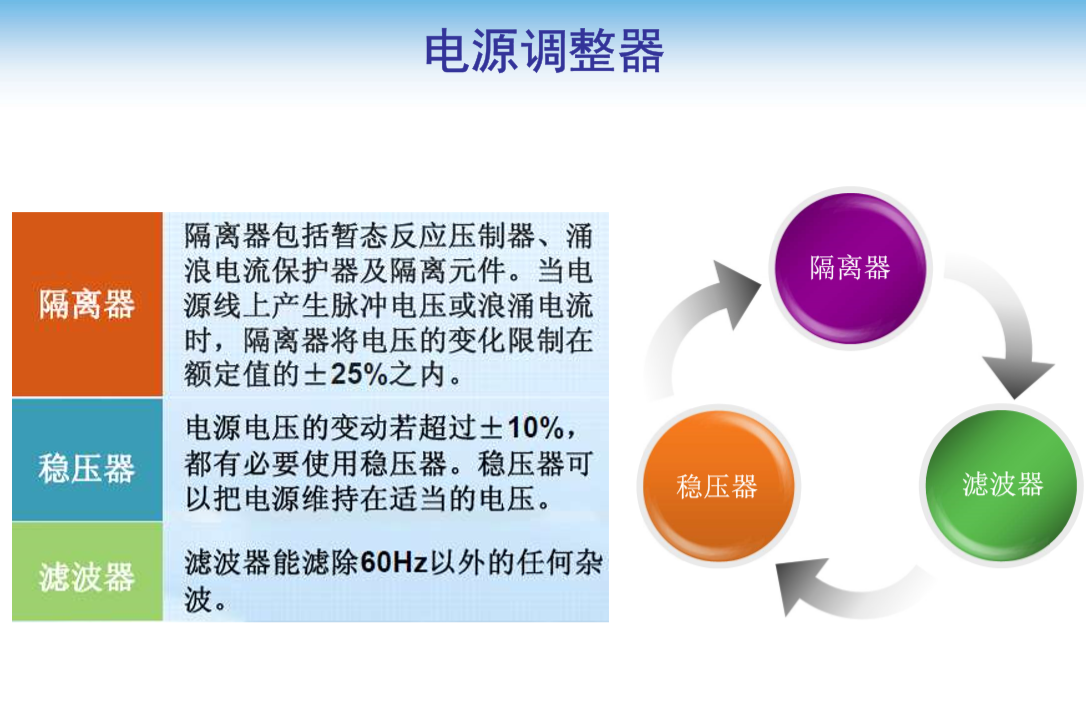 电源调整器
隔离器
隔离器包括暂态反应压制器、涌
浪电流保护器及隔离元件。当电
源线上产生脉冲电压或浪涌电流
时，隔离器将电压的变化限制在
额定值的±25%之内。
稳压器
电源电压的变动若超过±10%，
都有必要使用稳压器。稳压器可
以把电源维持在适当的电压。
滤波器
滤波器能滤除60Hz以外的任何杂
波。
隔离器
稳压器
滤波器